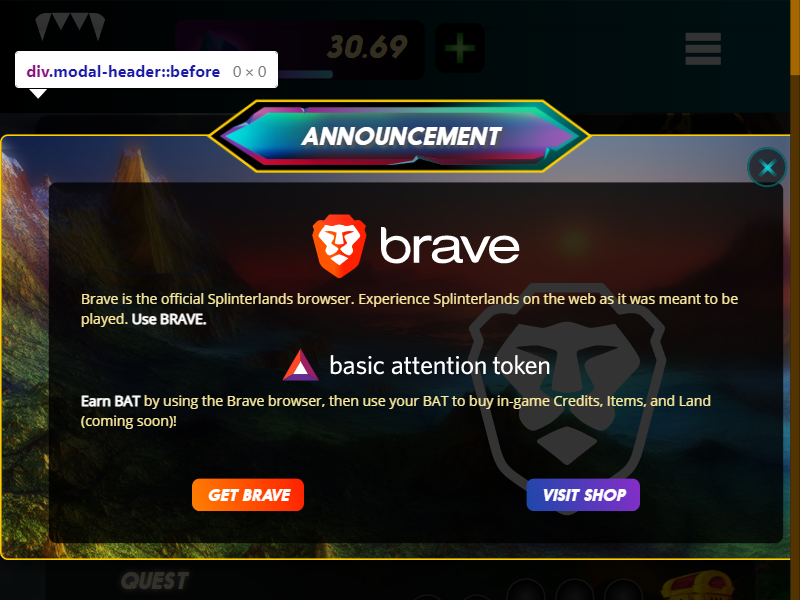 30.69
div.modal-header::before 0 × 0
ANNOUNCEMENT
brave
Brave is the official Splinterlands browser. Experience Splinterlands on the web as it was meant to be
played. Use BRAVE.
basic attention token
Earn BAT by using the Brave browser, then use your BAT to buy in-game Credits, Items, and Land
(coming soon)!
GET BRAVE VISIT SHOP
QUEST